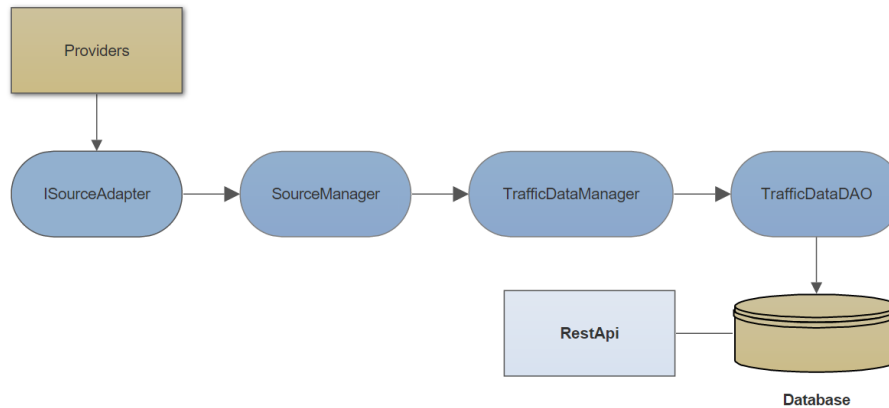 Providers
ISourceAdapter
SourceManager
TrafficDataManager
TrafficDataDAO
RestApi
Database